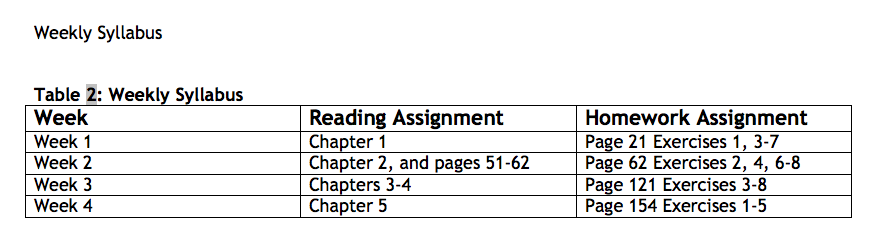 Weekly Syllabus
Table 2: Weekly Syllabus
Week Reading Assignment Homework Assignment
Week 1 Chapter 1 Page 21 Exercises 1, 3-7
Week 2 Chapter 2, and pages 51-62 Page 62 Exercises 2, 4, 6-8
Week 3 Chapters 3-4 Page 121 Exercises 3-8
Week 4 Chapter 5 Page 154 Exercises 1-5